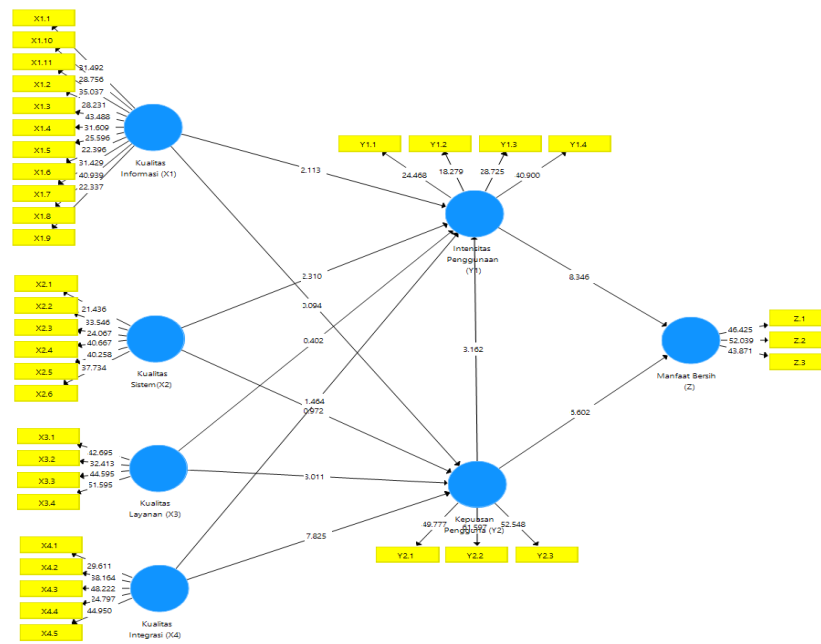 X1.1
X1.10
X1.11
X1.2
X1.3
X1.4
X1.5
X1.6
X1.7
X1.8
X1.9
31.492
28.756
35.037
28.231
43.488
31.609
25.596
22.396
31.429
40.939
22.337
Kualitas
Informasi (X1)
Y1.1
Y1.2
Y1.3
Y1.4
24.468
18.279
28.725
40.900
2.113
Intensitas
Penggunaan
(Y1)
X2.1
X2.2
X2.3
X2.4
X2.5
X2.6
21.436
33.546
24.067
40.667
40.258
37.734
Kualitas
Sistem(X2)
2.310
0.402
1.464
0.972
3.162
8.346
5.602
Manfaat Bersih
(Z)
46.425
52.039
43.871
Z.1
Z.2
Z.3
X3.1
X3.2
X3.3
X3.4
42.695
32.413
44.595
51.595
Kualitas
Layanan (X3)
3.011
7.825
Kepuasan
Pengguna (Y2)
49.777
52.548
Y2.1
Y2.2
Y2.3
X4.1
X4.2
X4.3
X4.4
X4.5
29.611
38.164
48.222
24.797
44.950
Kualitas
Integrasi (X4)